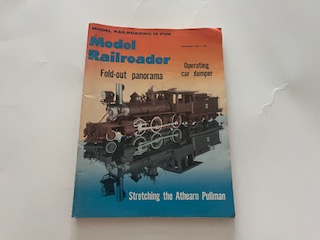 MODEL RAILROADING IS FUN
Model
Railroader
Fold-out panorama
Operating
car dumper
Stretching the Athearn Pullman